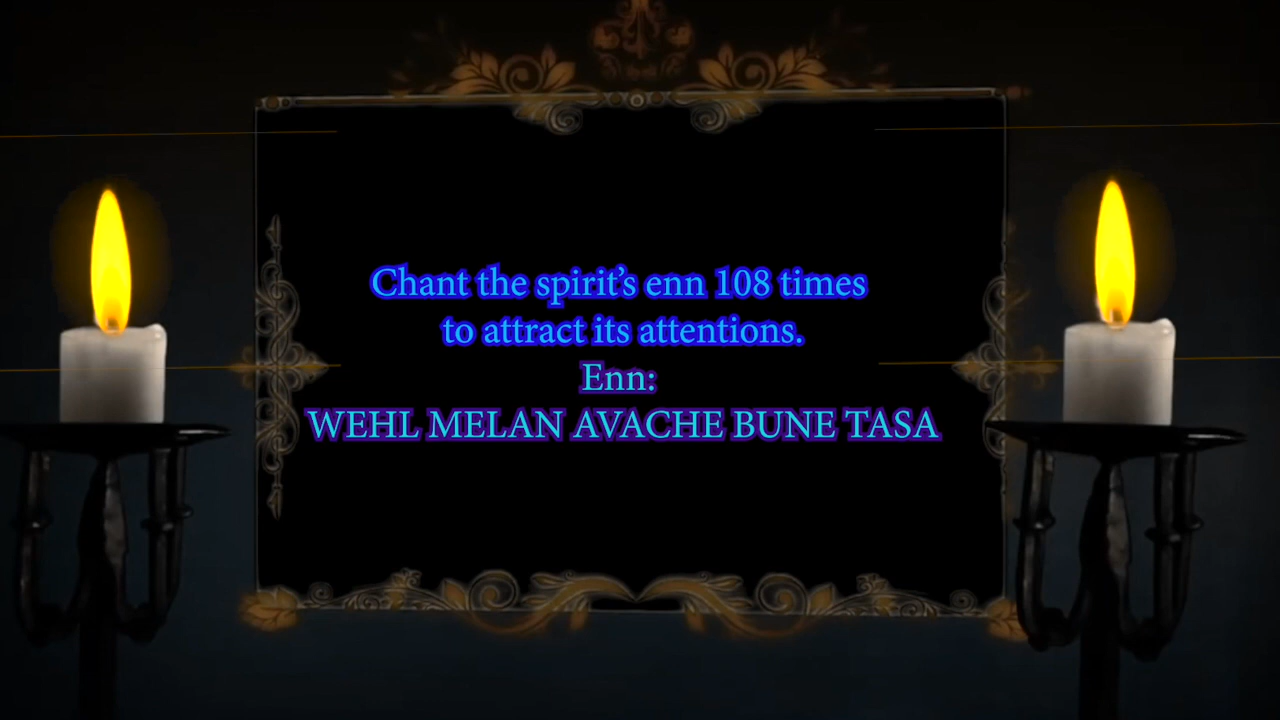 Chant the spirit’s enn 108 times
to attract its attentions.
Enn:
WEHL MELAN AVACHE BUNE TASA